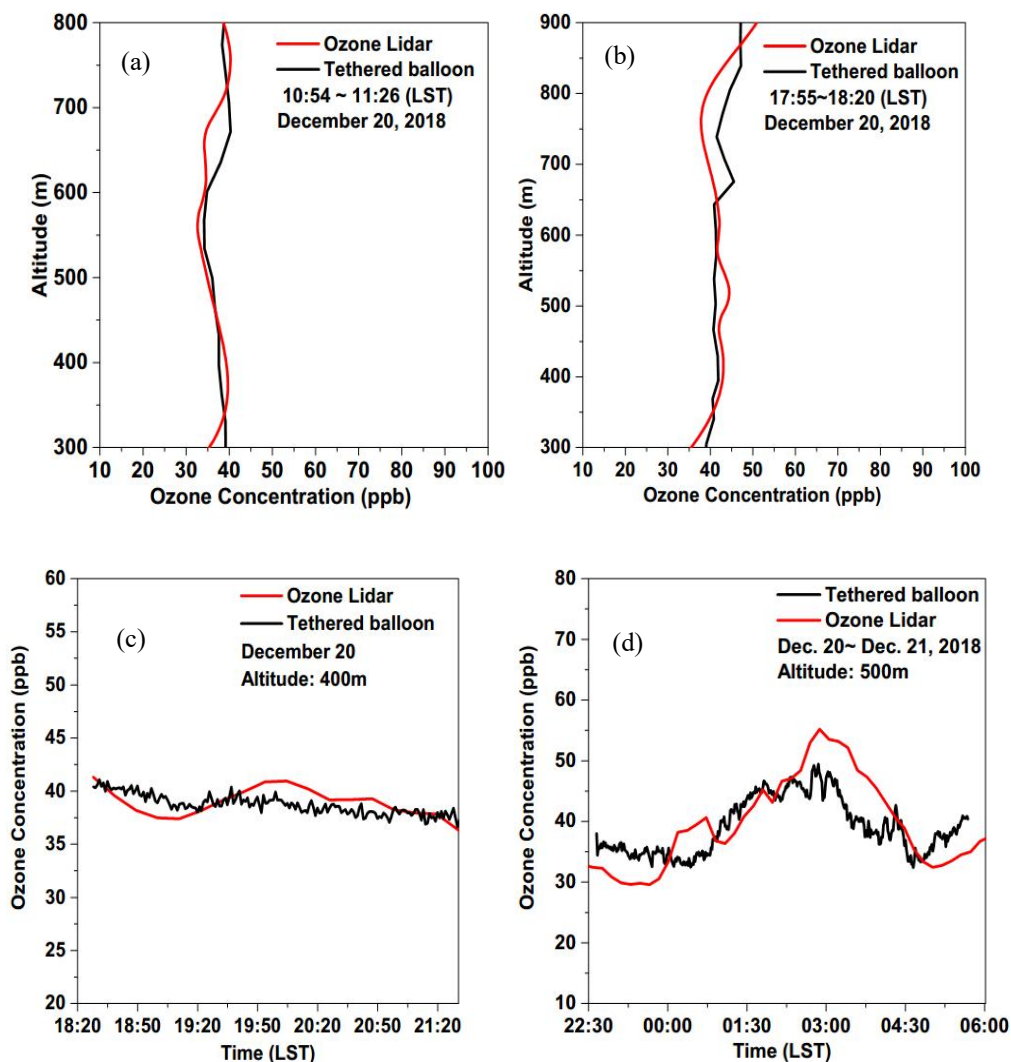 (a)
Ozone Lidar
Tethered balloon
10:54 ~ 11:26 (LST)
December 20, 2018
800
700
600
500
400
300
Altitude (m)
10 20 30 40 50 60 70 80 90 100
Ozone Concentration (ppb)
(b)
Ozone Lidar
Tethered balloon
17:55~18:20 (LST)
December 20, 2018
900
800
700
600
500
400
300
Altitude (m)
10 20 30 40 50 60 70 80 90 100
Ozone Concentration (ppb)
(c)
Ozone Lidar
Tethered balloon
December 20
Altitude: 400m
60
55
50
45
40
35
30
25
20
Ozone Concentration (ppb)
18:20 18:50 19:20 19:50 20:20 20:50 21:20
Time (LST)
(d)
Tethered balloon
Ozone Lidar
Dec. 20~ Dec. 21, 2018
Altitude: 500m
80
70
60
50
40
30
20
10
Ozone Concentration (ppb)
22:30 00:00 01:30 03:00 04:30 06:00
Time (LST)